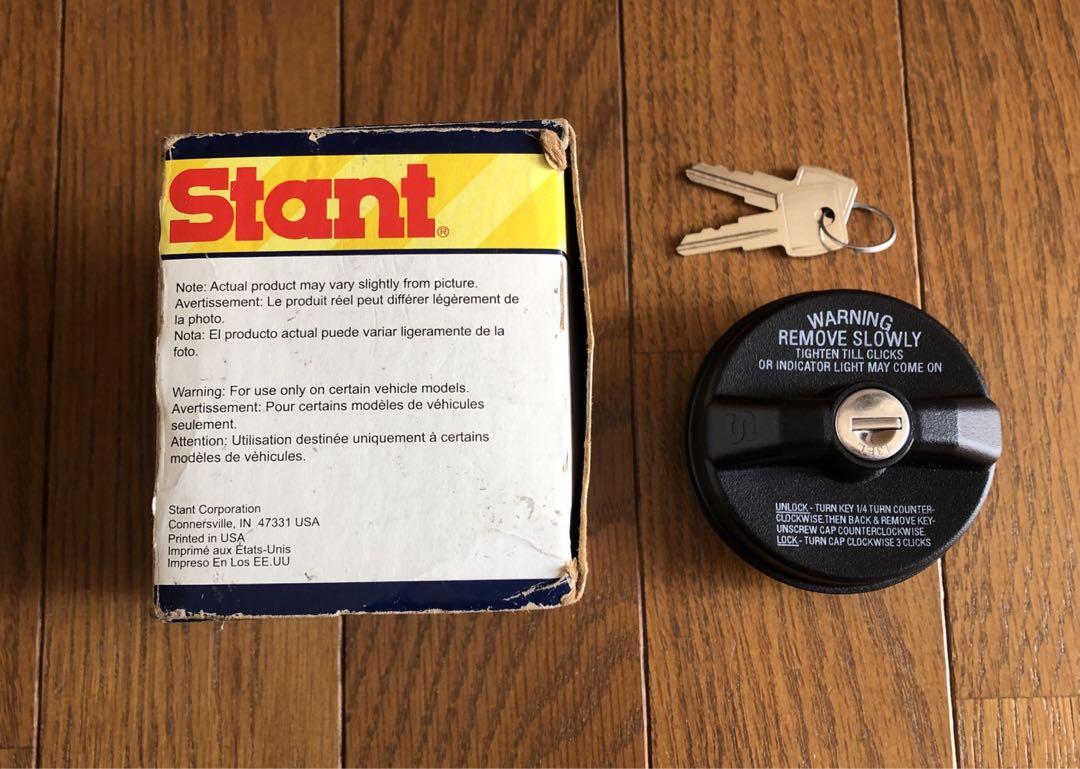 Stant®
Note: Actual product may vary slightly from picture.
Avertissement: Le produit réel peut différer légèrement de
la photo.
Nota: El producto actual puede variar ligeramente de la
foto.
Warning: For use only on certain vehicle models.
Avertissement: Pour certains modèles de véhicules
seulement.
Attention: Utilisation destinée uniquement à certains
modèles de vèhicules.
Stant Corporation
Connersville, IN 47331 USA
Printed in USA
Imprimé aux États-Unis
Impreso En Los EE.UU
WARNING
REMOVE SLOWLY
TIGHTEN TILL CLICKS
OR INDICATOR LIGHT MAY COME ON
S
UNLOCK - TURN KEY 1/4 TURN COUNTER-
CLOCKWISE.THEN BACK & REMOVE KEY-
UNSCREW CAP COUNTERCLOCKWISE.
LOCK - TURN CAP CLOCKWISE 3 CLICKS